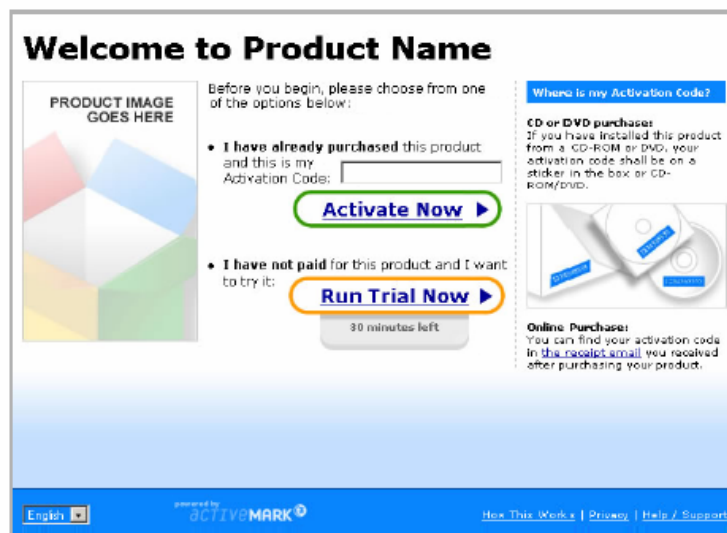 Welcome to Product Name
PRODUCT IMAGE
GOES HERE
Before you begin, please choose from one
of the options below:
• I have already purchased this product
and this is my
Activation Code:
Activate Now
• I have not paid for this product and I want
to try it:
Run Trial Now
30 minutes left
Where is my Activation Code?
CD or DVD purchase:
If you have installed this product
from a CD-ROM or DVD, your
activation code shall be on a
sticker in the box or CD-
ROM/DVD.
Online Purchase:
You can find your activation code
in the receipt email you received
after purchasing your product.
English
powered by
activeMARK
How This Works | Privacy | Help / Support